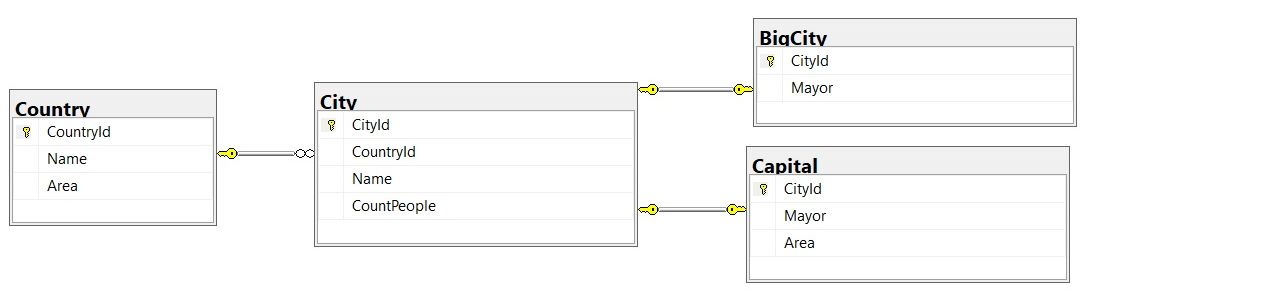 Country
CountryId
Name
Area
City
CityId
CountryId
Name
CountPeople
BigCity
CityId
Mayor
Capital
CityId
Mayor
Area